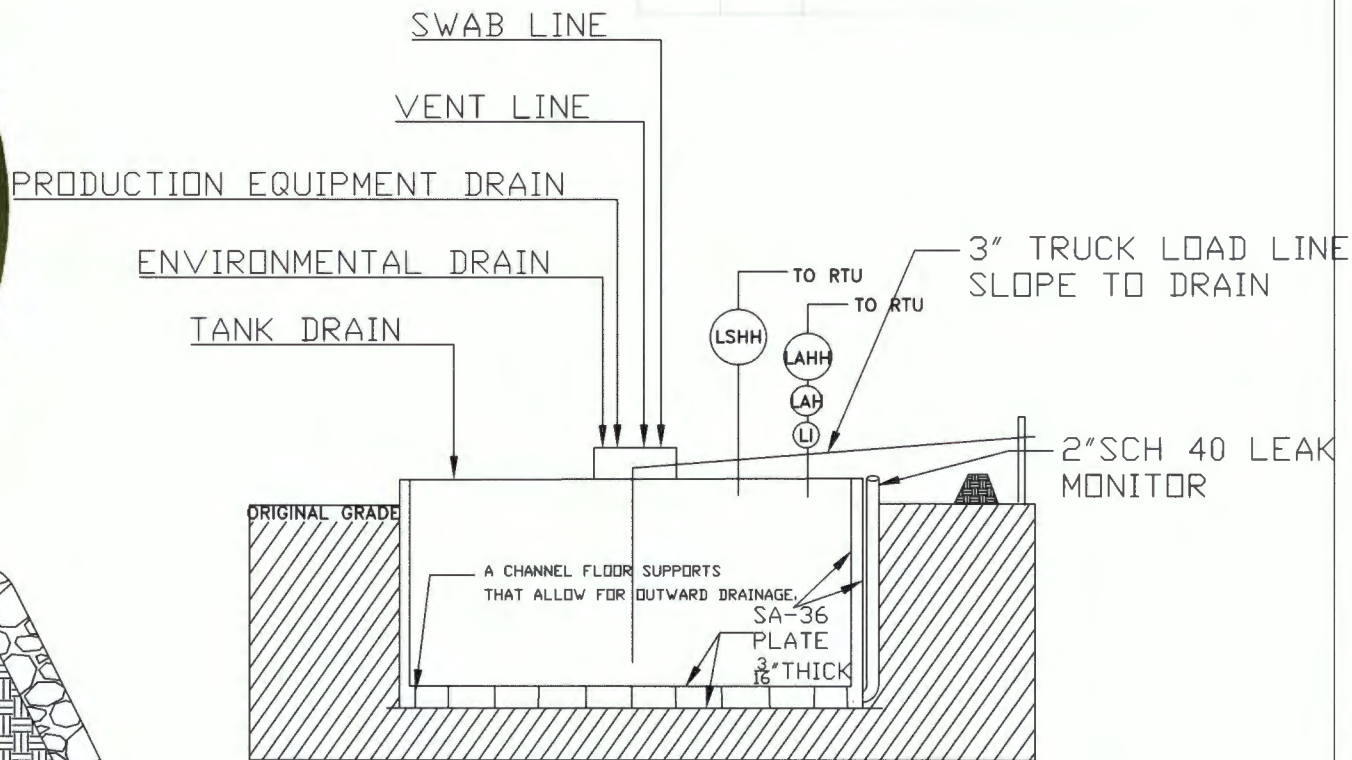 SWAB LINE
VENT LINE
PRODUCTION EQUIPMENT DRAIN
ENVIRONMENTAL DRAIN
TANK DRAIN
TO RTU
TO RTU
LSHH
LAHH
LAH
LI
3" TRUCK LOAD LINE
SLOPE TO DRAIN
2"SCH 40 LEAK
MONITOR
ORIGINAL GRADE
A CHANNEL FLOOR SUPPORTS
THAT ALLOW FOR OUTWARD DRAINAGE.
SA-36
PLATE
3/16"THICK